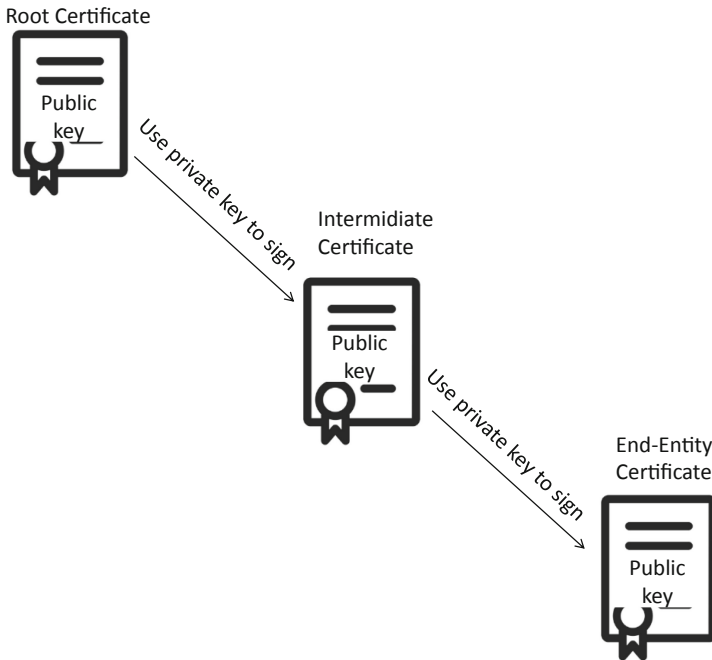 Root Certificate
Public
key
Use private key to sign
Intermidiate
Certificate
Public
key
Use private key to sign
End-Entity
Certificate
Public
key